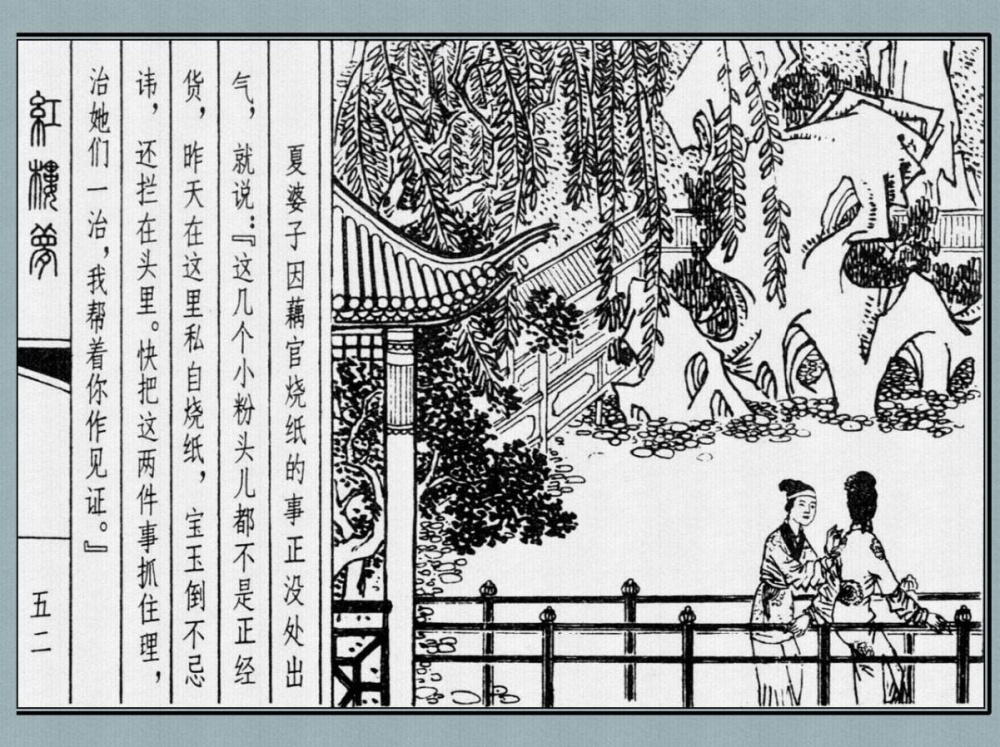 夏婆子因藕官烧纸的事正没处出
气，就说：『这几个小粉头儿都不是正经
货，昨天在这里私自烧纸，宝玉倒不忌
讳，还拦在头里。快把这两件事抓住理，
治她们一治，我帮着你作见证。』
紅樓夢
五二